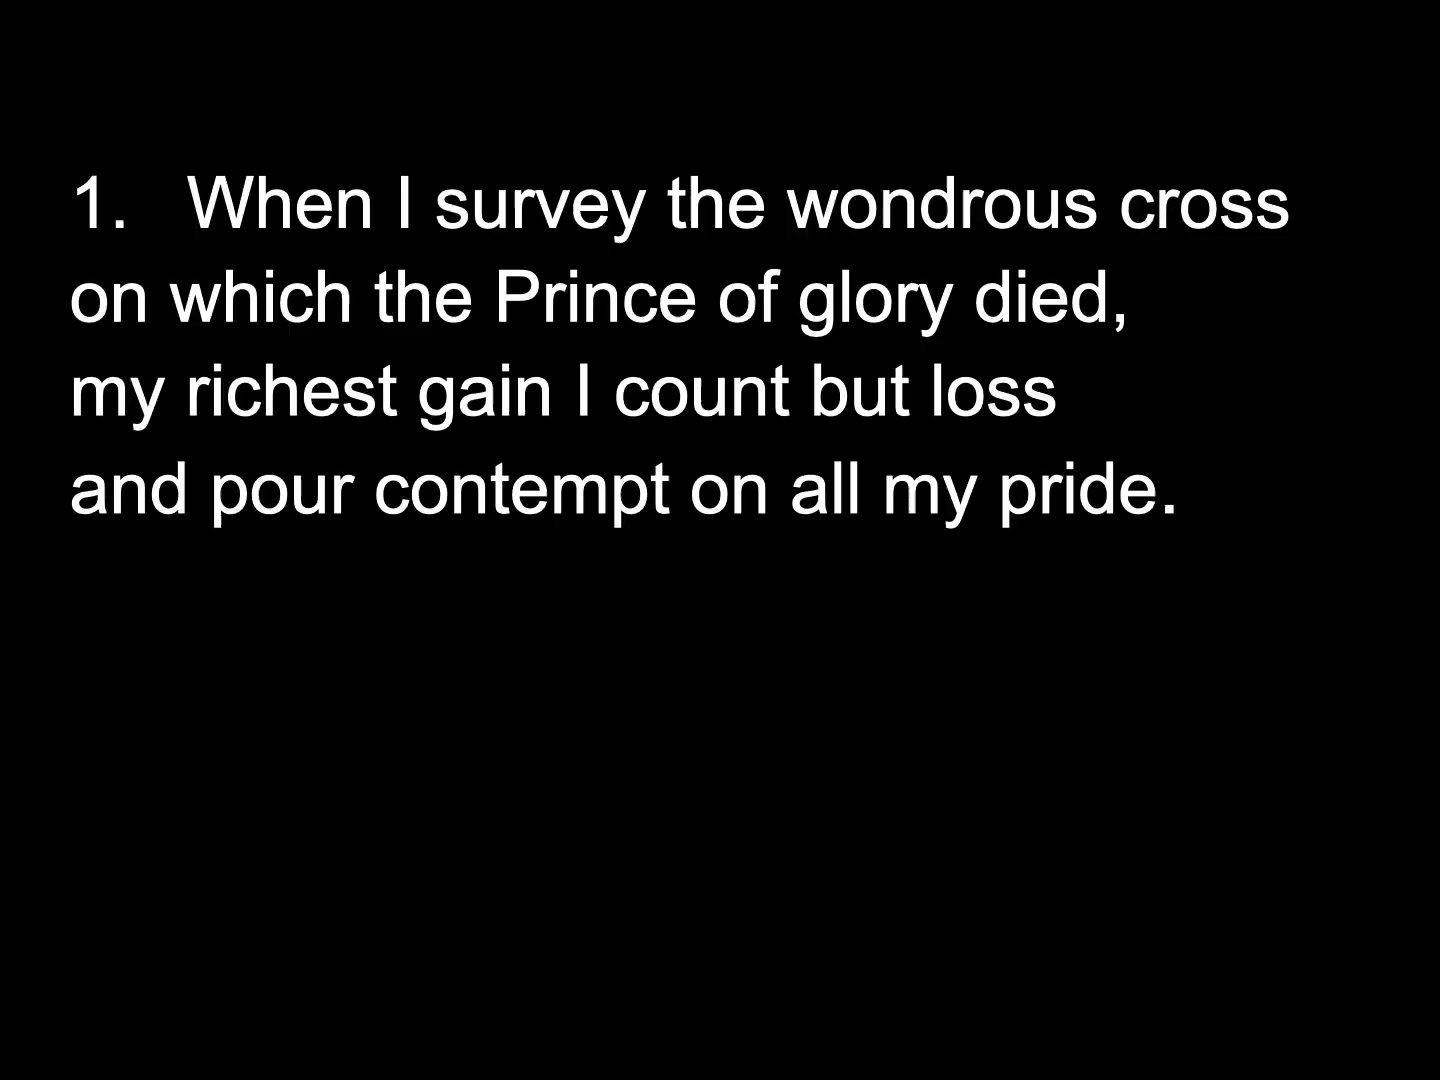 1. When I survey the wondrous cross
on which the Prince of glory died,
my richest gain I count but loss
and pour contempt on all my pride.